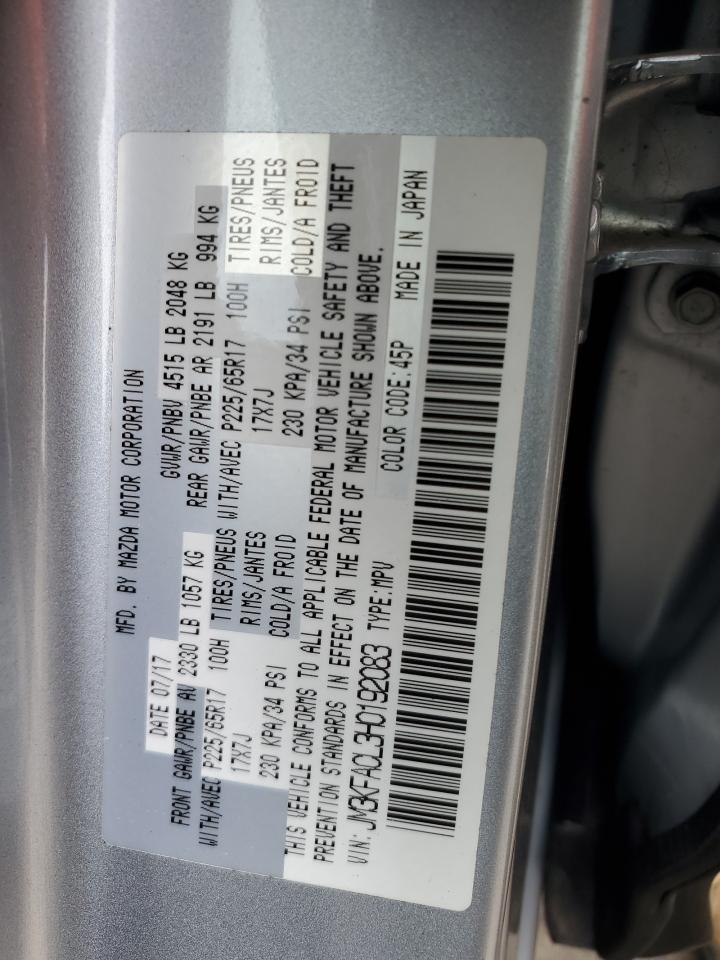 MFD. BY MAZDA MOTOR CORPORATION
DATE 07/17 GVWR/PNBV 4515 LB 2048 KG
FRONT GAWR/PNBE AV 2330 LB 1057 KG REAR GAWR/PNBE AR 2191 LB 994 KG
WITH/AVEC P225/65R17 100H TIRES/PNEUS WITH/AVEC P225/65R17 100H TIRES/PNEUS
17X7J RIMS/JANTES 17X7J RIMS/JANTES
230 KPA/34 PSI COLD/A FROID 230 KPA/34 PSI COLD/A FROID
THIS VEHICLE CONFORMS TO ALL APPLICABLE FEDERAL MOTOR VEHICLE SAFETY AND THEFT
PREVENTION STANDARDS IN EFFECT ON THE DATE OF MANUFACTURE SHOWN ABOVE.
VIN: JM3KFACL3H0192083 TYPE:MPV COLOR CODE:45P MADE IN JAPAN